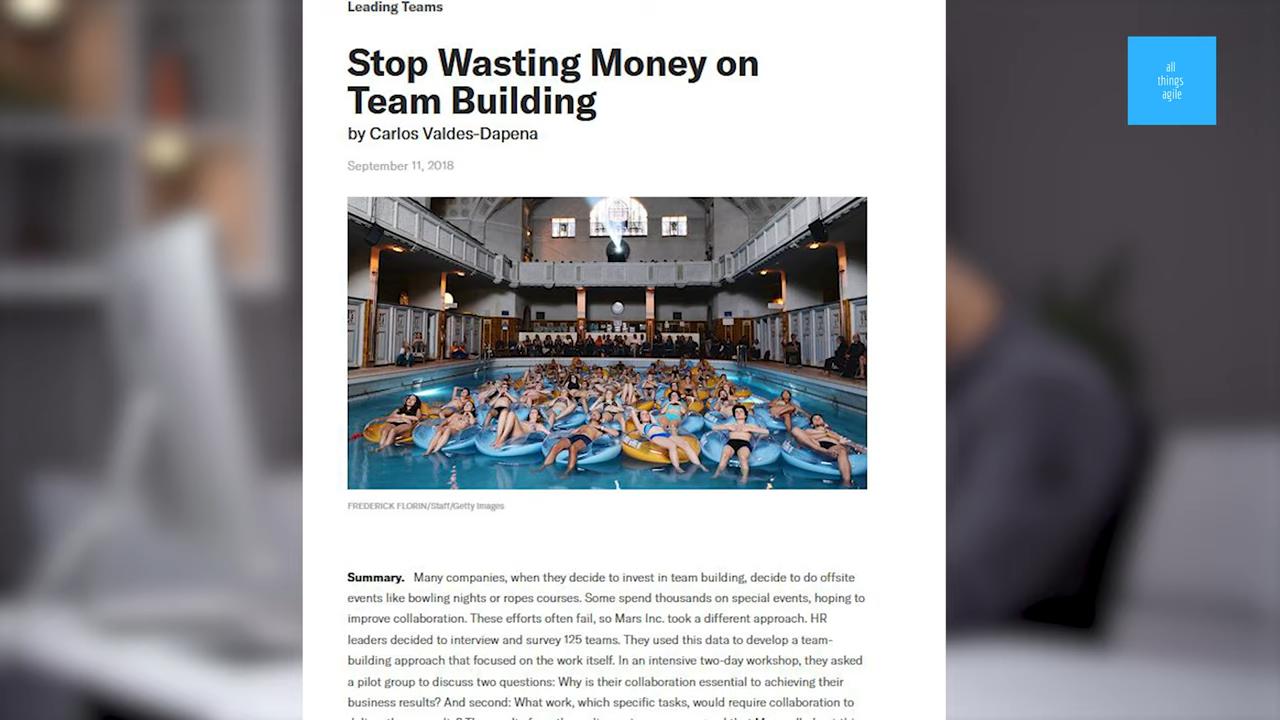 Leading Teams
Stop Wasting Money on
Team Building
by Carlos Valdes-Dapena
September 11, 2018
FREDERICK FLORIN/Staff/Getty Images
Summary. Many companies, when they decide to invest in team building, decide to do offsite
events like bowling nights or ropes courses. Some spend thousands on special events, hoping to
improve collaboration. These efforts often fail, so Mars Inc. took a different approach. HR
leaders decided to interview and survey 125 teams. They used this data to develop a team-
building approach that focused on the work itself. In an intensive two-day workshop, they asked
a pilot group to discuss two questions: Why is their collaboration essential to achieving their
business results? And second: What work, which specific tasks, would require collaboration to
all
things
agile